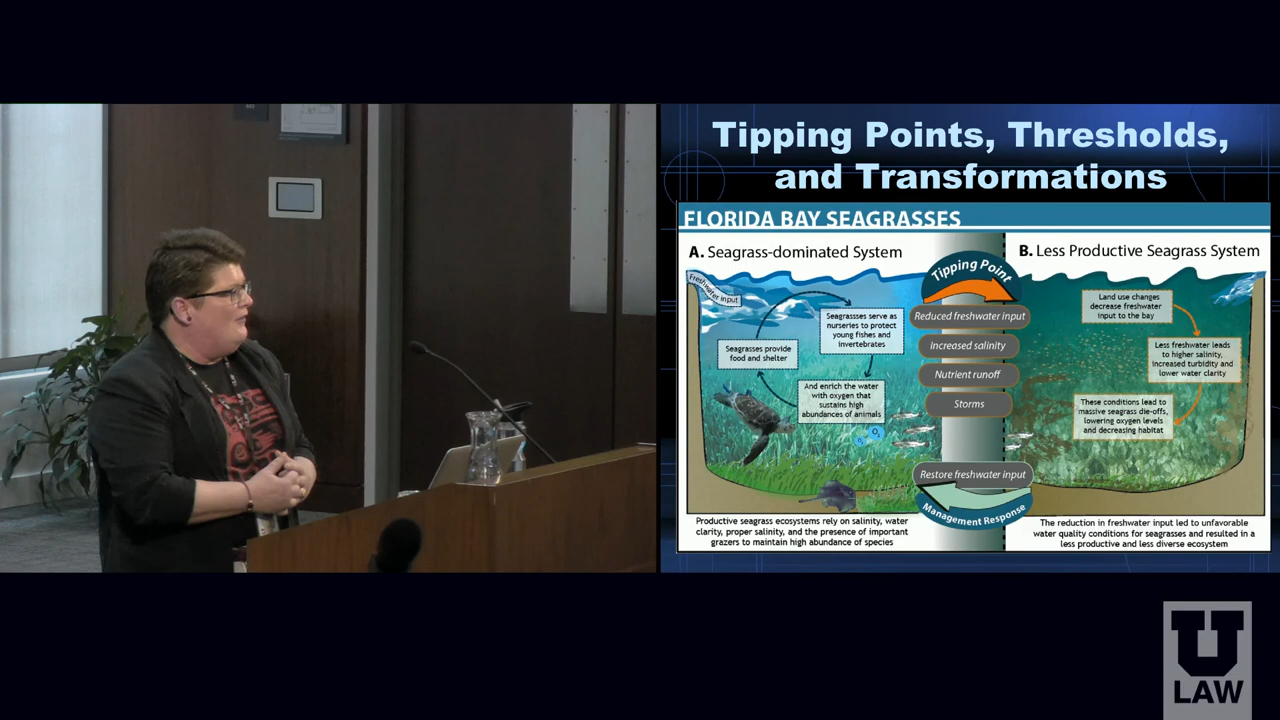 Tipping Points, Thresholds,
and Transformations
FLORIDA BAY SEAGRASSES
A. Seagrass-dominated System
Freshwater input
Seagrasses provide
food and shelter
Seagrassses serve as
nurseries to protect
young fishes and
invertebrates
And enrich the water
with oxygen that
sustains high
abundances of animals
O₂
Productive seagrass ecosystems rely on salinity, water
clarity, proper salinity, and the presence of important
grazers to maintain high abundance of species
Tipping Point
Reduced freshwater input
Increased salinity
Nutrient runoff
Storms
Restore freshwater input
Management Response
B. Less Productive Seagrass System
Land use changes
decrease freshwater
input to the bay
Less freshwater leads
to higher salinity,
increased turbidity and
lower water clarity
These conditions lead to
massive seagrass die-offs,
lowering oxygen levels
and decreasing habitat
The reduction in freshwater input led to unfavorable
water quality conditions for seagrasses and resulted in a
less productive and less diverse ecosystem
U
LAW